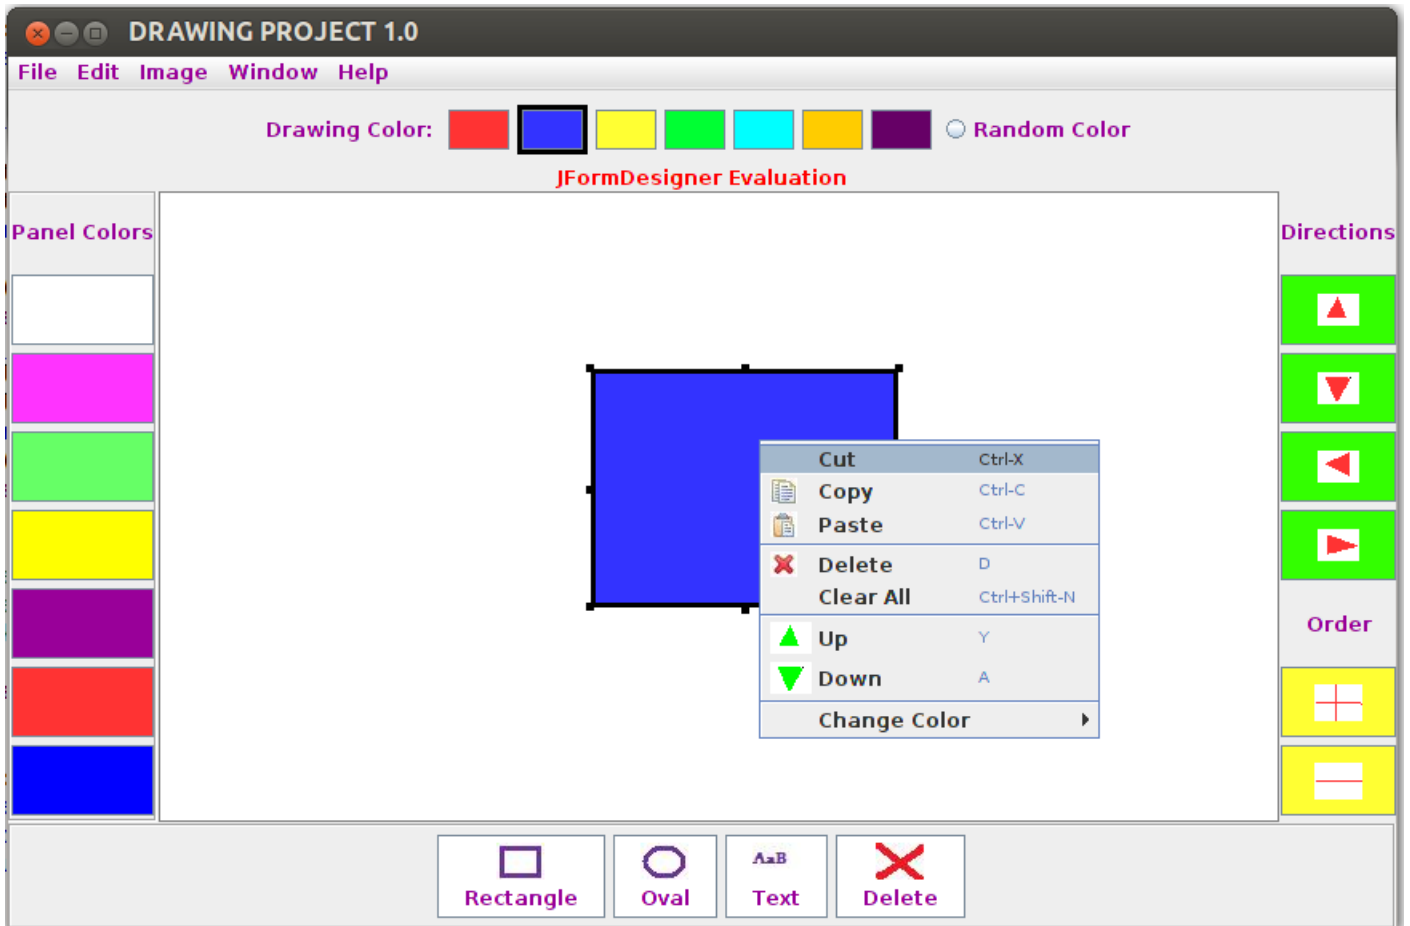 DRAWING PROJECT 1.0
File Edit Image Window Help
Drawing Color: Random Color
JFormDesigner Evaluation
Panel Colors
Directions
Cut Ctrl-X
Copy Ctrl-C
Paste Ctrl-V
Delete D
Clear All Ctrl+Shift-N
Up Y
Down A
Change Color
Order
AaB
Rectangle Oval Text Delete